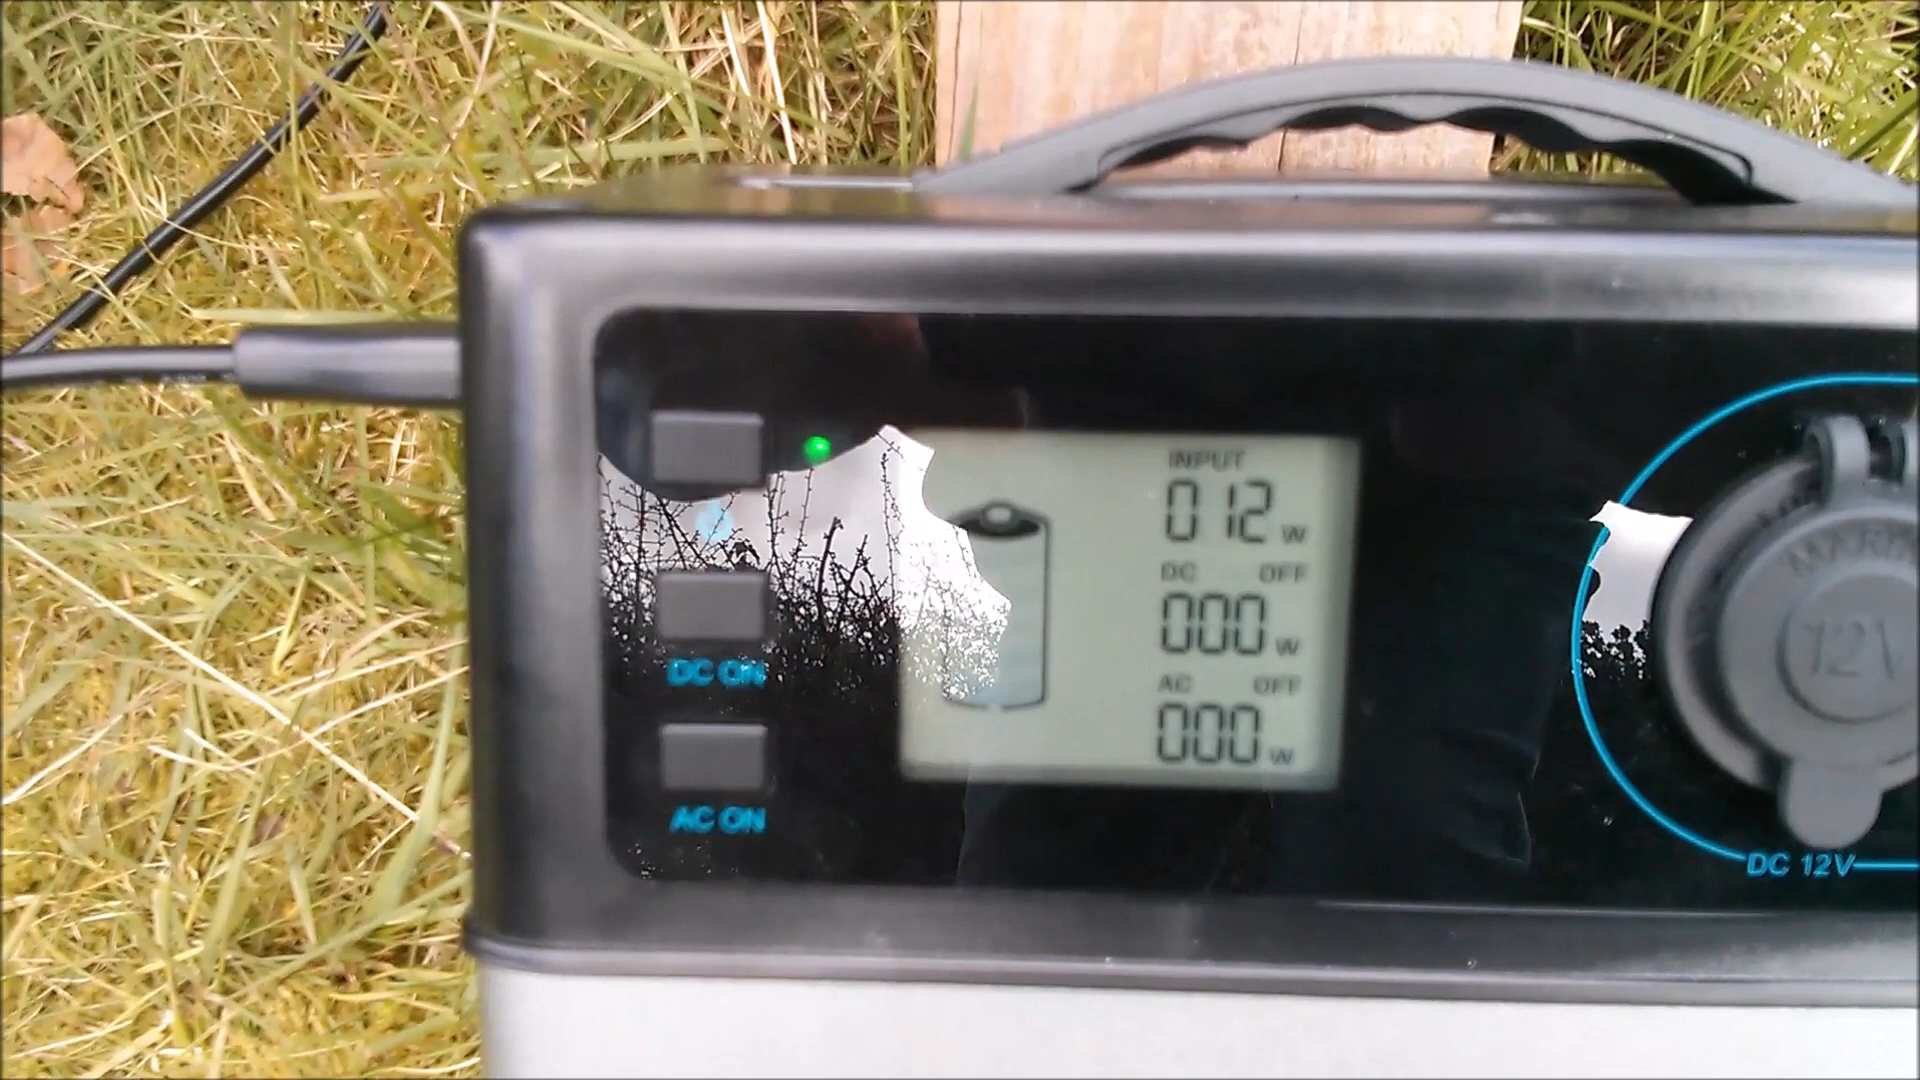 INPUT
012 W
DC OFF
000 W
AC OFF
000 W
DC ON
AC ON
12V
DC 12V